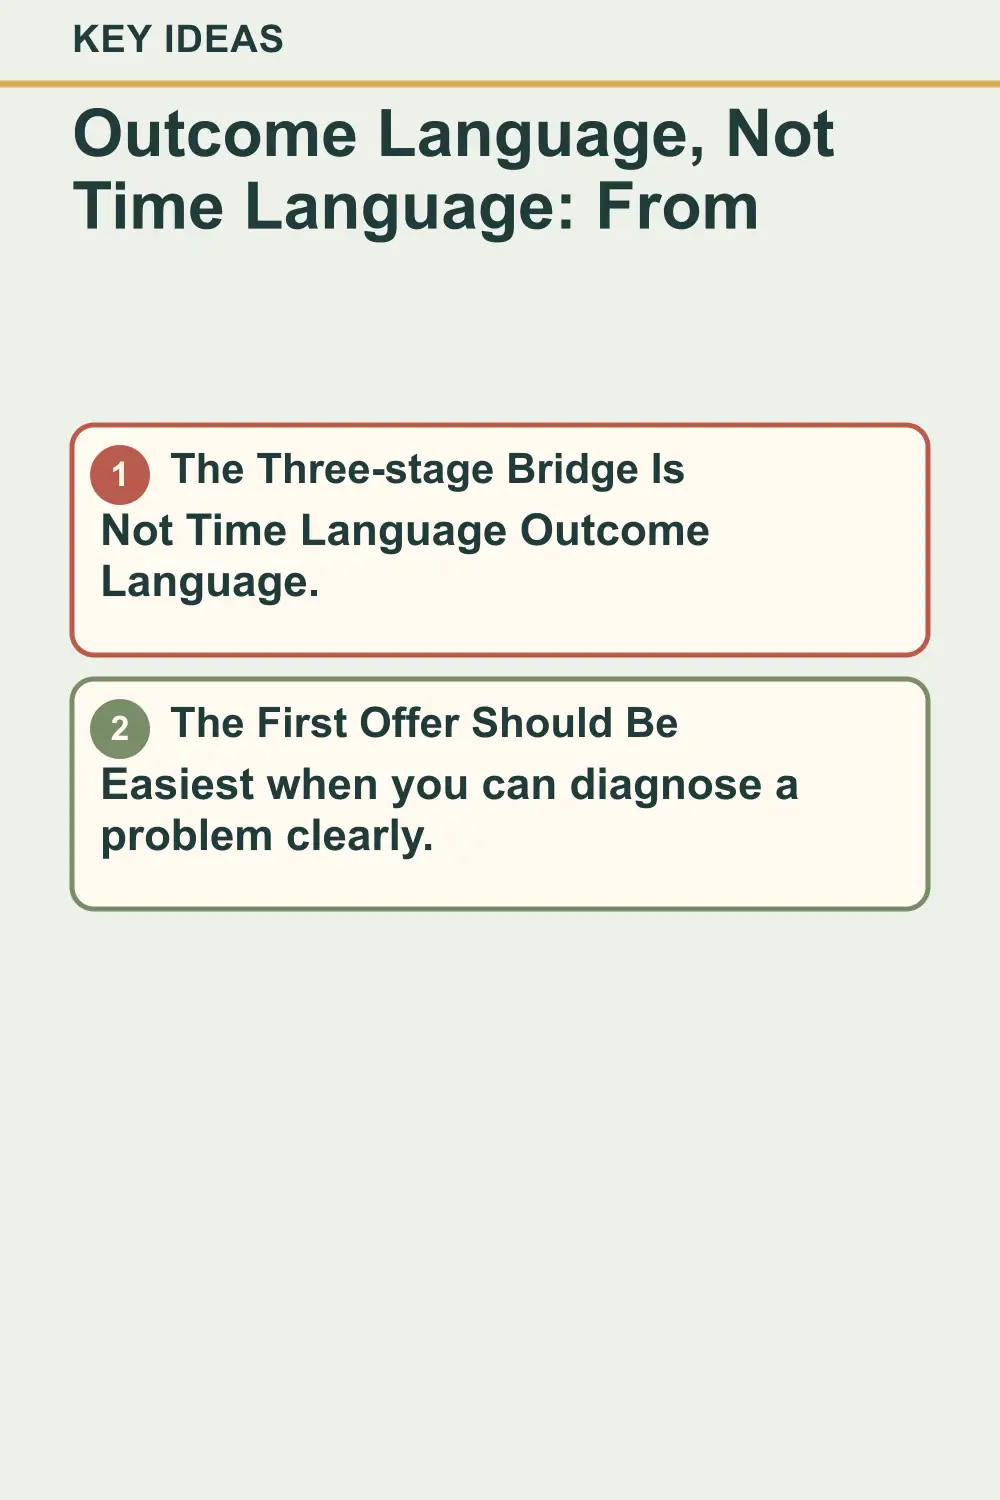 KEY IDEAS
Outcome Language, Not
Time Language: From
1 The Three-stage Bridge Is
Not Time Language Outcome
Language.
2 The First Offer Should Be
Easiest when you can diagnose a
problem clearly.